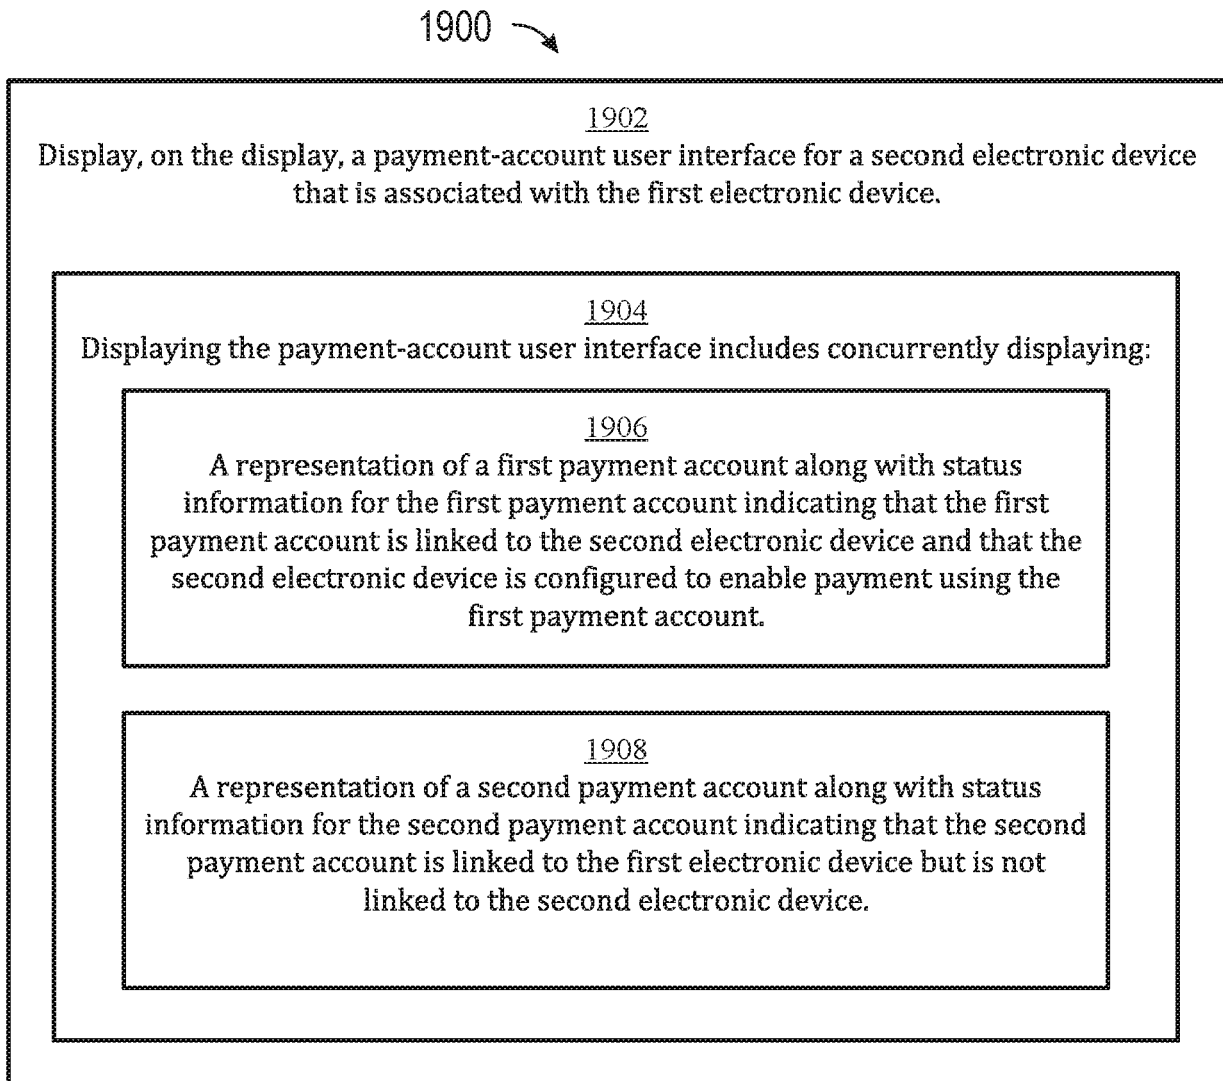 1900
1902
Display, on the display, a payment-account user interface for a second electronic device
that is associated with the first electronic device.
1904
Displaying the payment-account user interface includes concurrently displaying:
1906
A representation of a first payment account along with status
information for the first payment account indicating that the first
payment account is linked to the second electronic device and that the
second electronic device is configured to enable payment using the
first payment account.
1908
A representation of a second payment account along with status
information for the second payment account indicating that the second
payment account is linked to the first electronic device but is not
linked to the second electronic device.